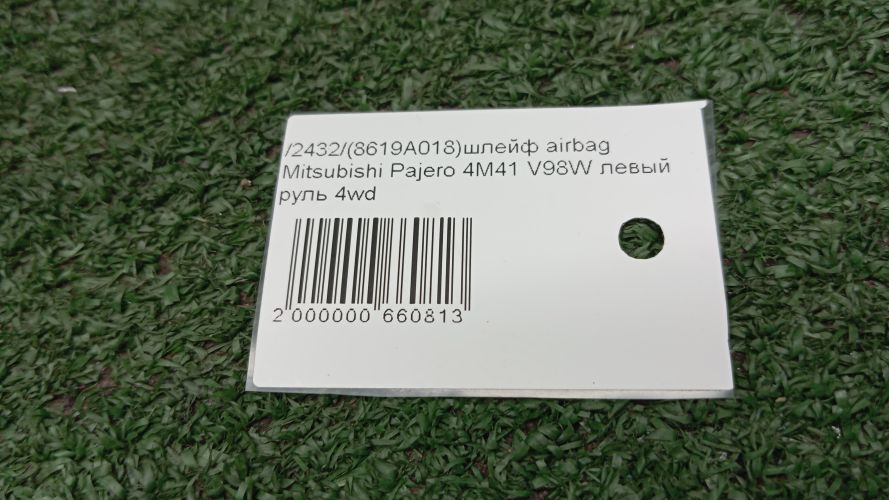 /2432/(8619A018)шлейф airbag
Mitsubishi Pajero 4M41 V98W левый
руль 4wd
2 000000 660813